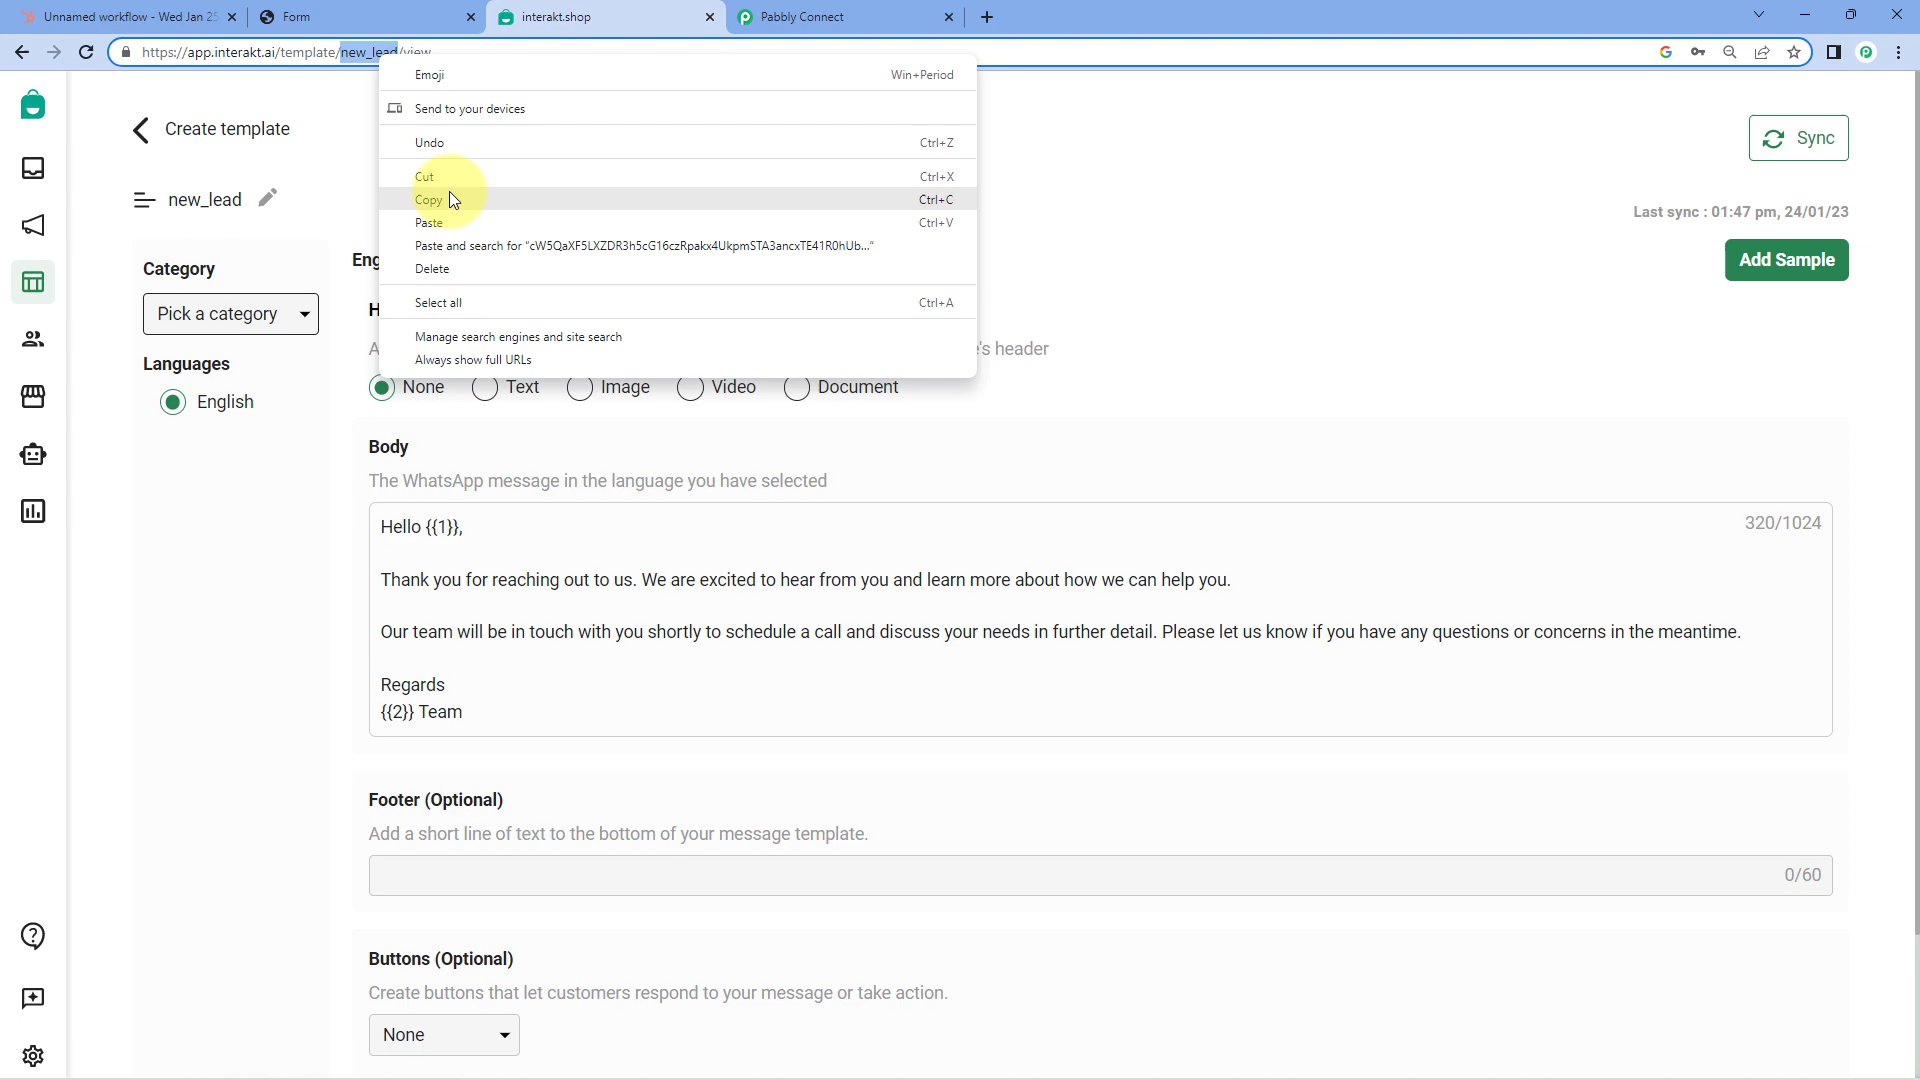 Unnamed workflow - Wed Jan 25
Form
interakt.shop
Pabbly Connect
https://app.interakt.ai/template/new_lead/view
Emoji Win+Period
Send to your devices
Undo Ctrl+Z
Cut Ctrl+X
Copy Ctrl+C
Paste Ctrl+V
Paste and search for "cW5QaXF5LXZDR3h5cG16czRpakx4UkpmSTA3ancxTE41R0hUb..."
Delete
Select all Ctrl+A
Manage search engines and site search
Always show full URLs
Create template
Sync
new_lead
Last sync : 01:47 pm, 24/01/23
Category
Eng
Add Sample
Pick a category
H
A 's header
Languages
English
None Text Image Video Document
Body
The WhatsApp message in the language you have selected
Hello {{1}},
320/1024
Thank you for reaching out to us. We are excited to hear from you and learn more about how we can help you.
Our team will be in touch with you shortly to schedule a call and discuss your needs in further detail. Please let us know if you have any questions or concerns in the meantime.
Regards
{{2}} Team
Footer (Optional)
Add a short line of text to the bottom of your message template.
0/60
Buttons (Optional)
Create buttons that let customers respond to your message or take action.
None